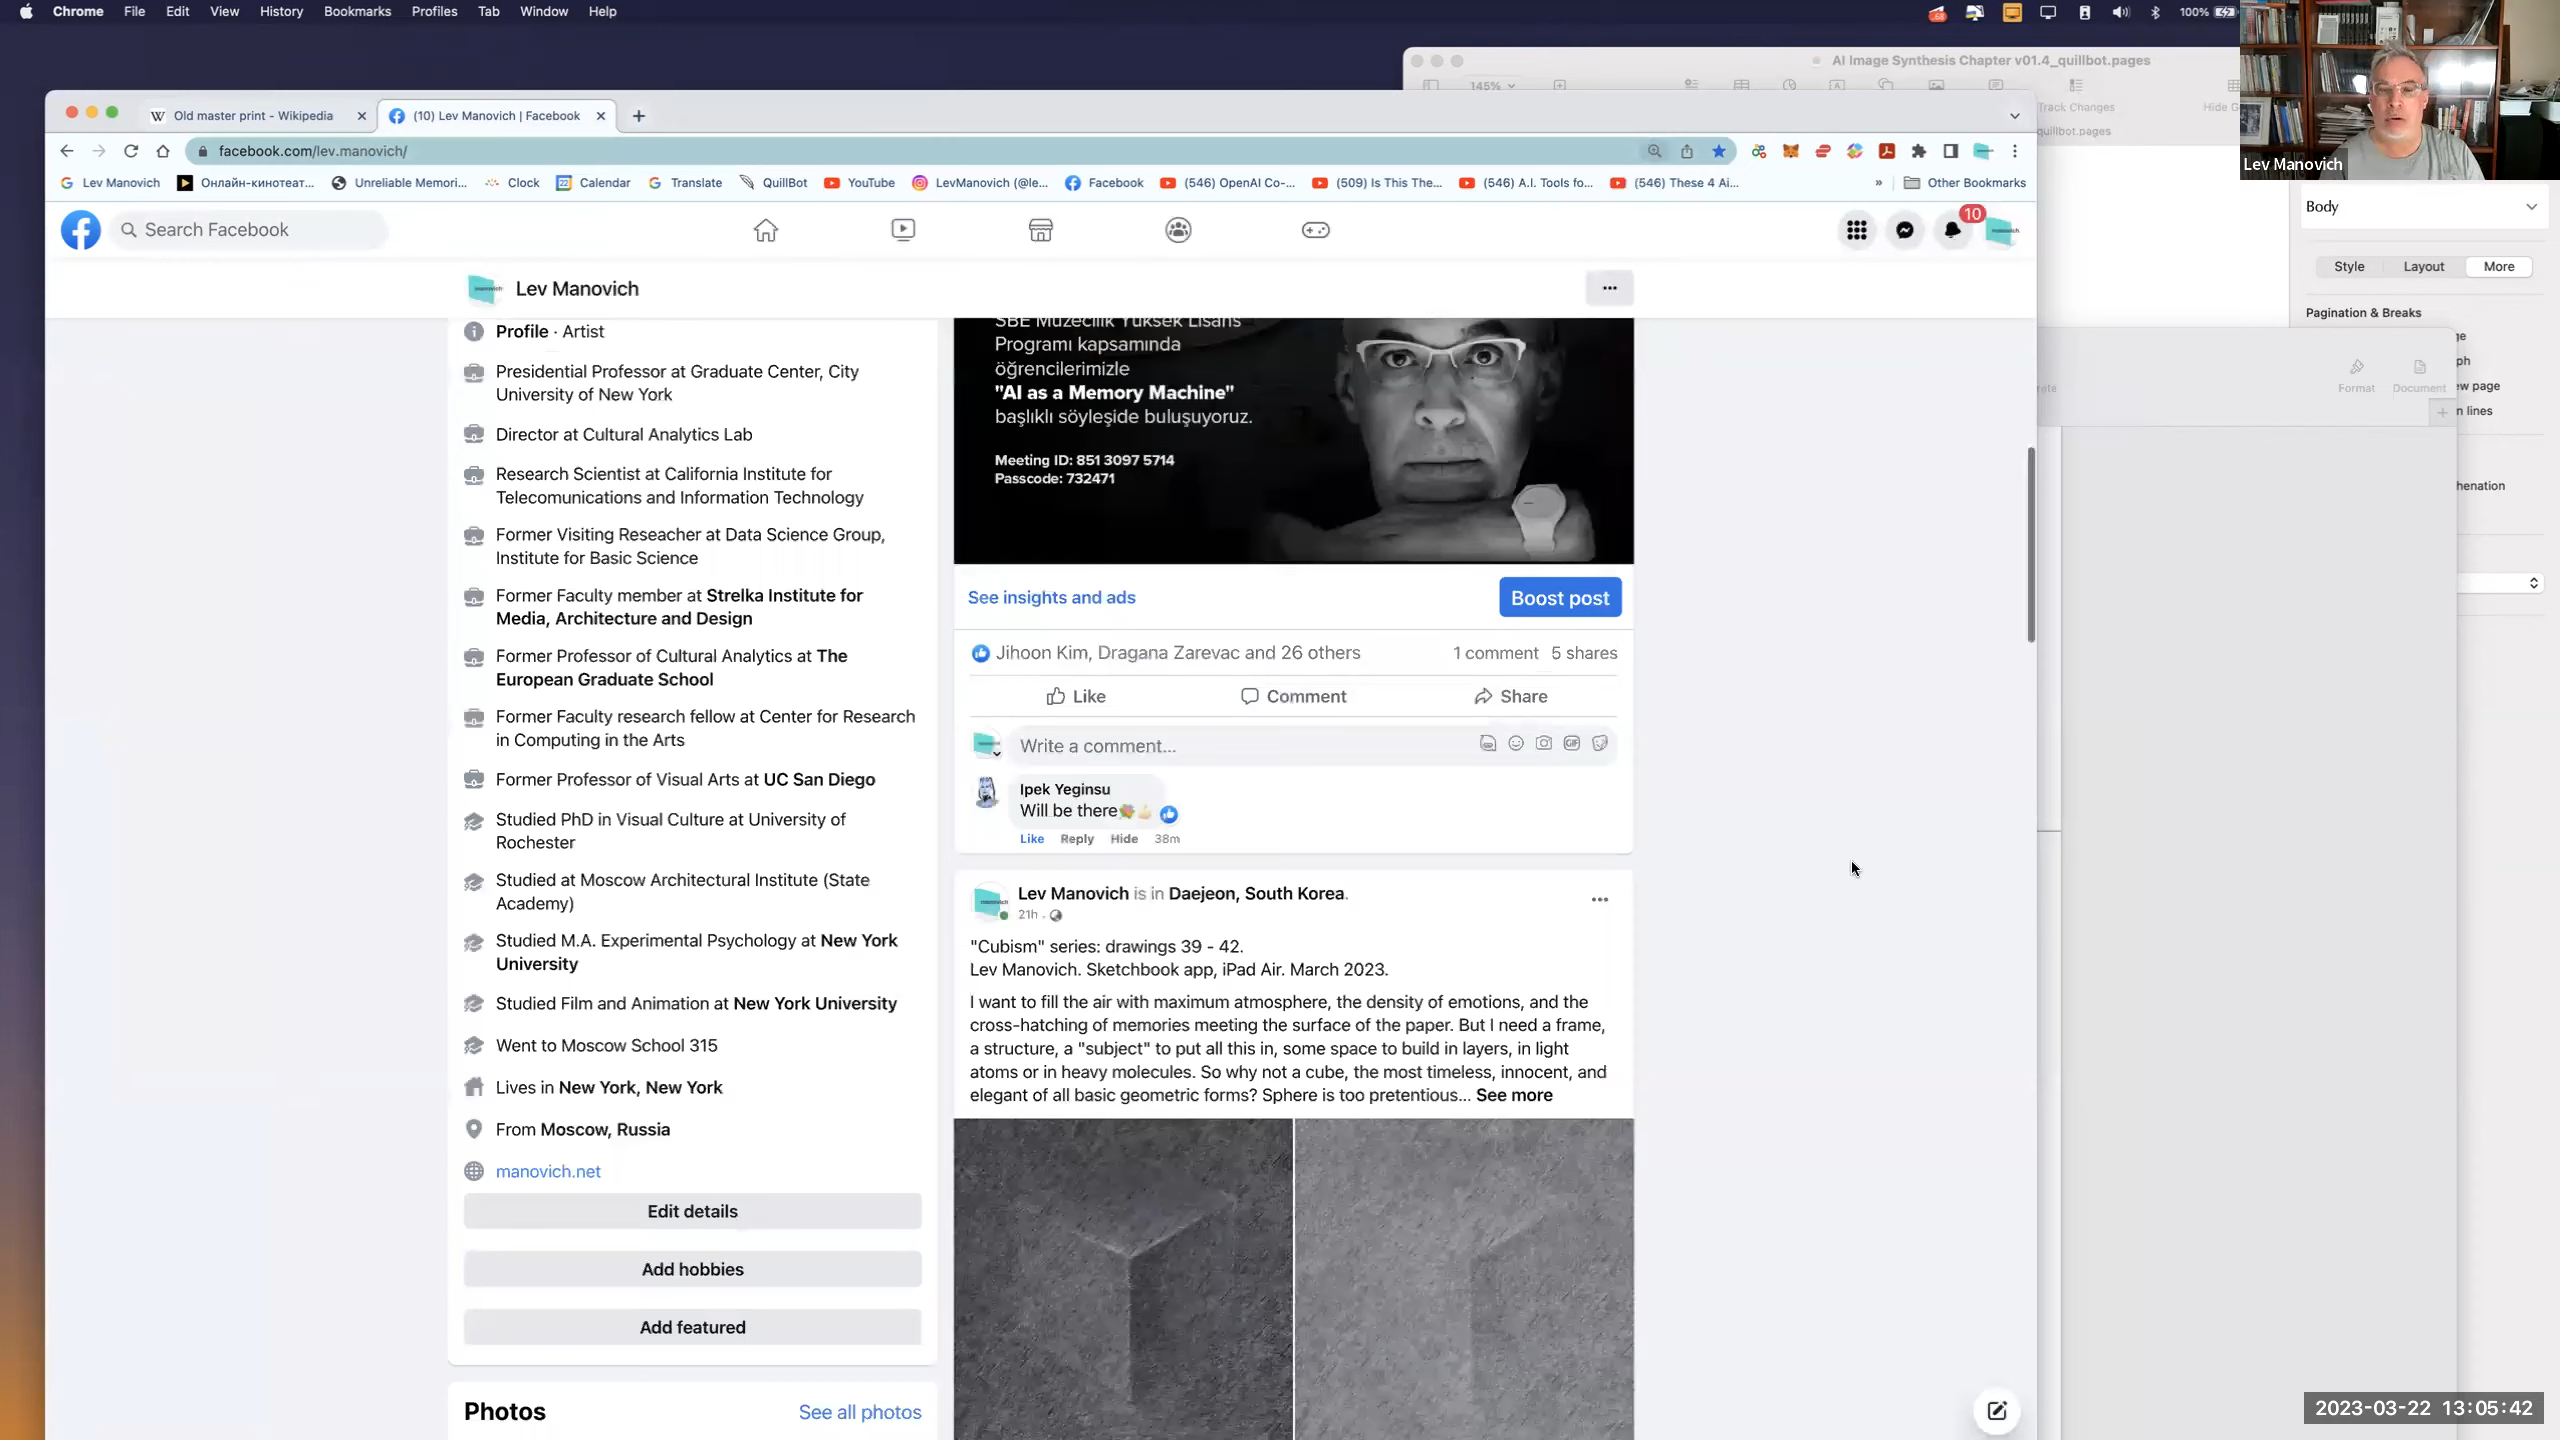 Chrome File Edit View History Bookmarks Profiles Tab Window Help
100%
AI Image Synthesis Chapter v01.4_quillbot.pages
145%
Track Changes
quillbot.pages
Lev Manovich
Old master print - Wikipedia
(10) Lev Manovich | Facebook
facebook.com/lev.manovich/
Lev Manovich
Онлайн-кинотеат...
Unreliable Memori...
Clock
Calendar
Translate
QuillBot
YouTube
LevManovich (@le...
Facebook
(546) OpenAI Co-...
(509) Is This The...
(546) A.I. Tools fo...
(546) These 4 Ai...
Other Bookmarks
Search Facebook
10
Lev Manovich
Profile · Artist
Presidential Professor at Graduate Center, City
University of New York
Director at Cultural Analytics Lab
Research Scientist at California Institute for
Telecomunications and Information Technology
Former Visiting Reseacher at Data Science Group,
Institute for Basic Science
Former Faculty member at Strelka Institute for
Media, Architecture and Design
Former Professor of Cultural Analytics at The
European Graduate School
Former Faculty research fellow at Center for Research
in Computing in the Arts
Former Professor of Visual Arts at UC San Diego
Studied PhD in Visual Culture at University of
Rochester
Studied at Moscow Architectural Institute (State
Academy)
Studied M.A. Experimental Psychology at New York
University
Studied Film and Animation at New York University
Went to Moscow School 315
Lives in New York, New York
From Moscow, Russia
manovich.net
Edit details
Add hobbies
Add featured
Photos
See all photos
SBE Müzecilik Yüksek Lisans
Programı kapsamında
öğrencilerimizle
"AI as a Memory Machine"
başlıklı söyleşide buluşuyoruz.
Meeting ID: 851 3097 5714
Passcode: 732471
See insights and ads
Boost post
Jihoon Kim, Dragana Zarevac and 26 others
1 comment 5 shares
Like Comment Share
Write a comment...
GIF
Ipek Yeginsu
Will be there
Like Reply Hide 38m
Lev Manovich is in Daejeon, South Korea.
21h
"Cubism" series: drawings 39 - 42.
Lev Manovich. Sketchbook app, iPad Air. March 2023.
I want to fill the air with maximum atmosphere, the density of emotions, and the
cross-hatching of memories meeting the surface of the paper. But I need a frame,
a structure, a "subject" to put all this in, some space to build in layers, in light
atoms or in heavy molecules. So why not a cube, the most timeless, innocent, and
elegant of all basic geometric forms? Sphere is too pretentious... See more
Body
Style Layout More
Pagination & Breaks
Format Document
ew page
n lines
henation
2023-03-22 13:05:42